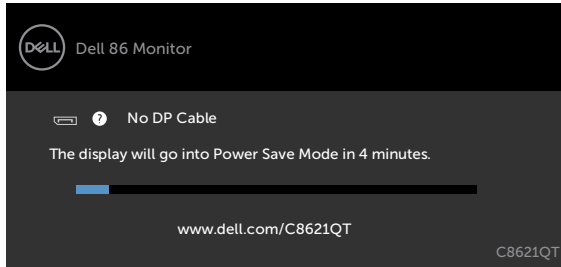 DELL
Dell 86 Monitor
? No DP Cable
The display will go into Power Save Mode in 4 minutes.
www.dell.com/C8621QT
C8621QT